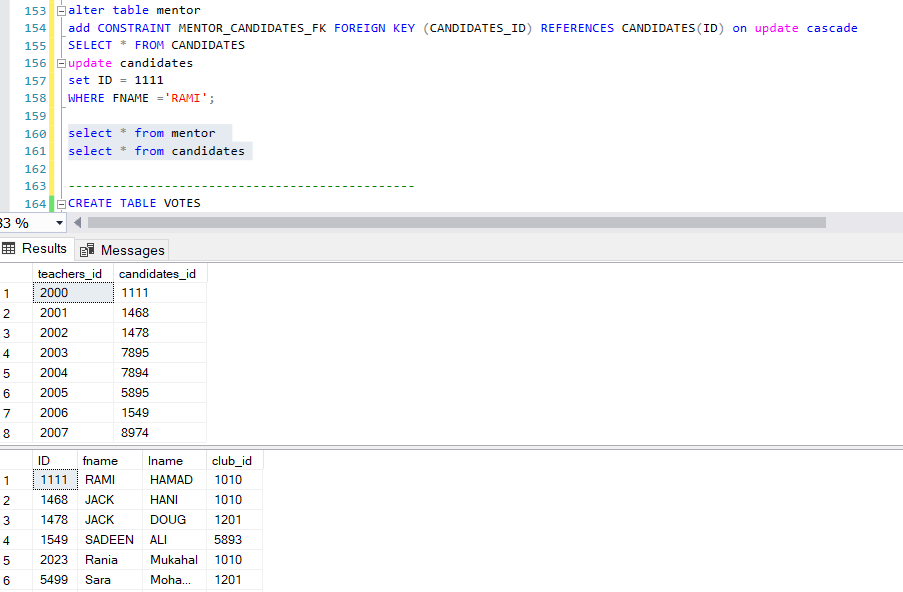 153 alter table mentor
154 add CONSTRAINT MENTOR_CANDIDATES_FK FOREIGN KEY (CANDIDATES_ID) REFERENCES CANDIDATES(ID) on update cascade
155 SELECT * FROM CANDIDATES
156 update candidates
157 set ID = 1111
158 WHERE FNAME ='RAMI';
159
160 select * from mentor
161 select * from candidates
162
163 -----------------------------------------------
164 CREATE TABLE VOTES
83 %
Results Messages
teachers_id candidates_id
1 2000 1111
2 2001 1468
3 2002 1478
4 2003 7895
5 2004 7894
6 2005 5895
7 2006 1549
8 2007 8974
ID fname lname club_id
1 1111 RAMI HAMAD 1010
2 1468 JACK HANI 1010
3 1478 JACK DOUG 1201
4 1549 SADEEN ALI 5893
5 2023 Rania Mukahal 1010
6 5499 Sara Moha... 1201